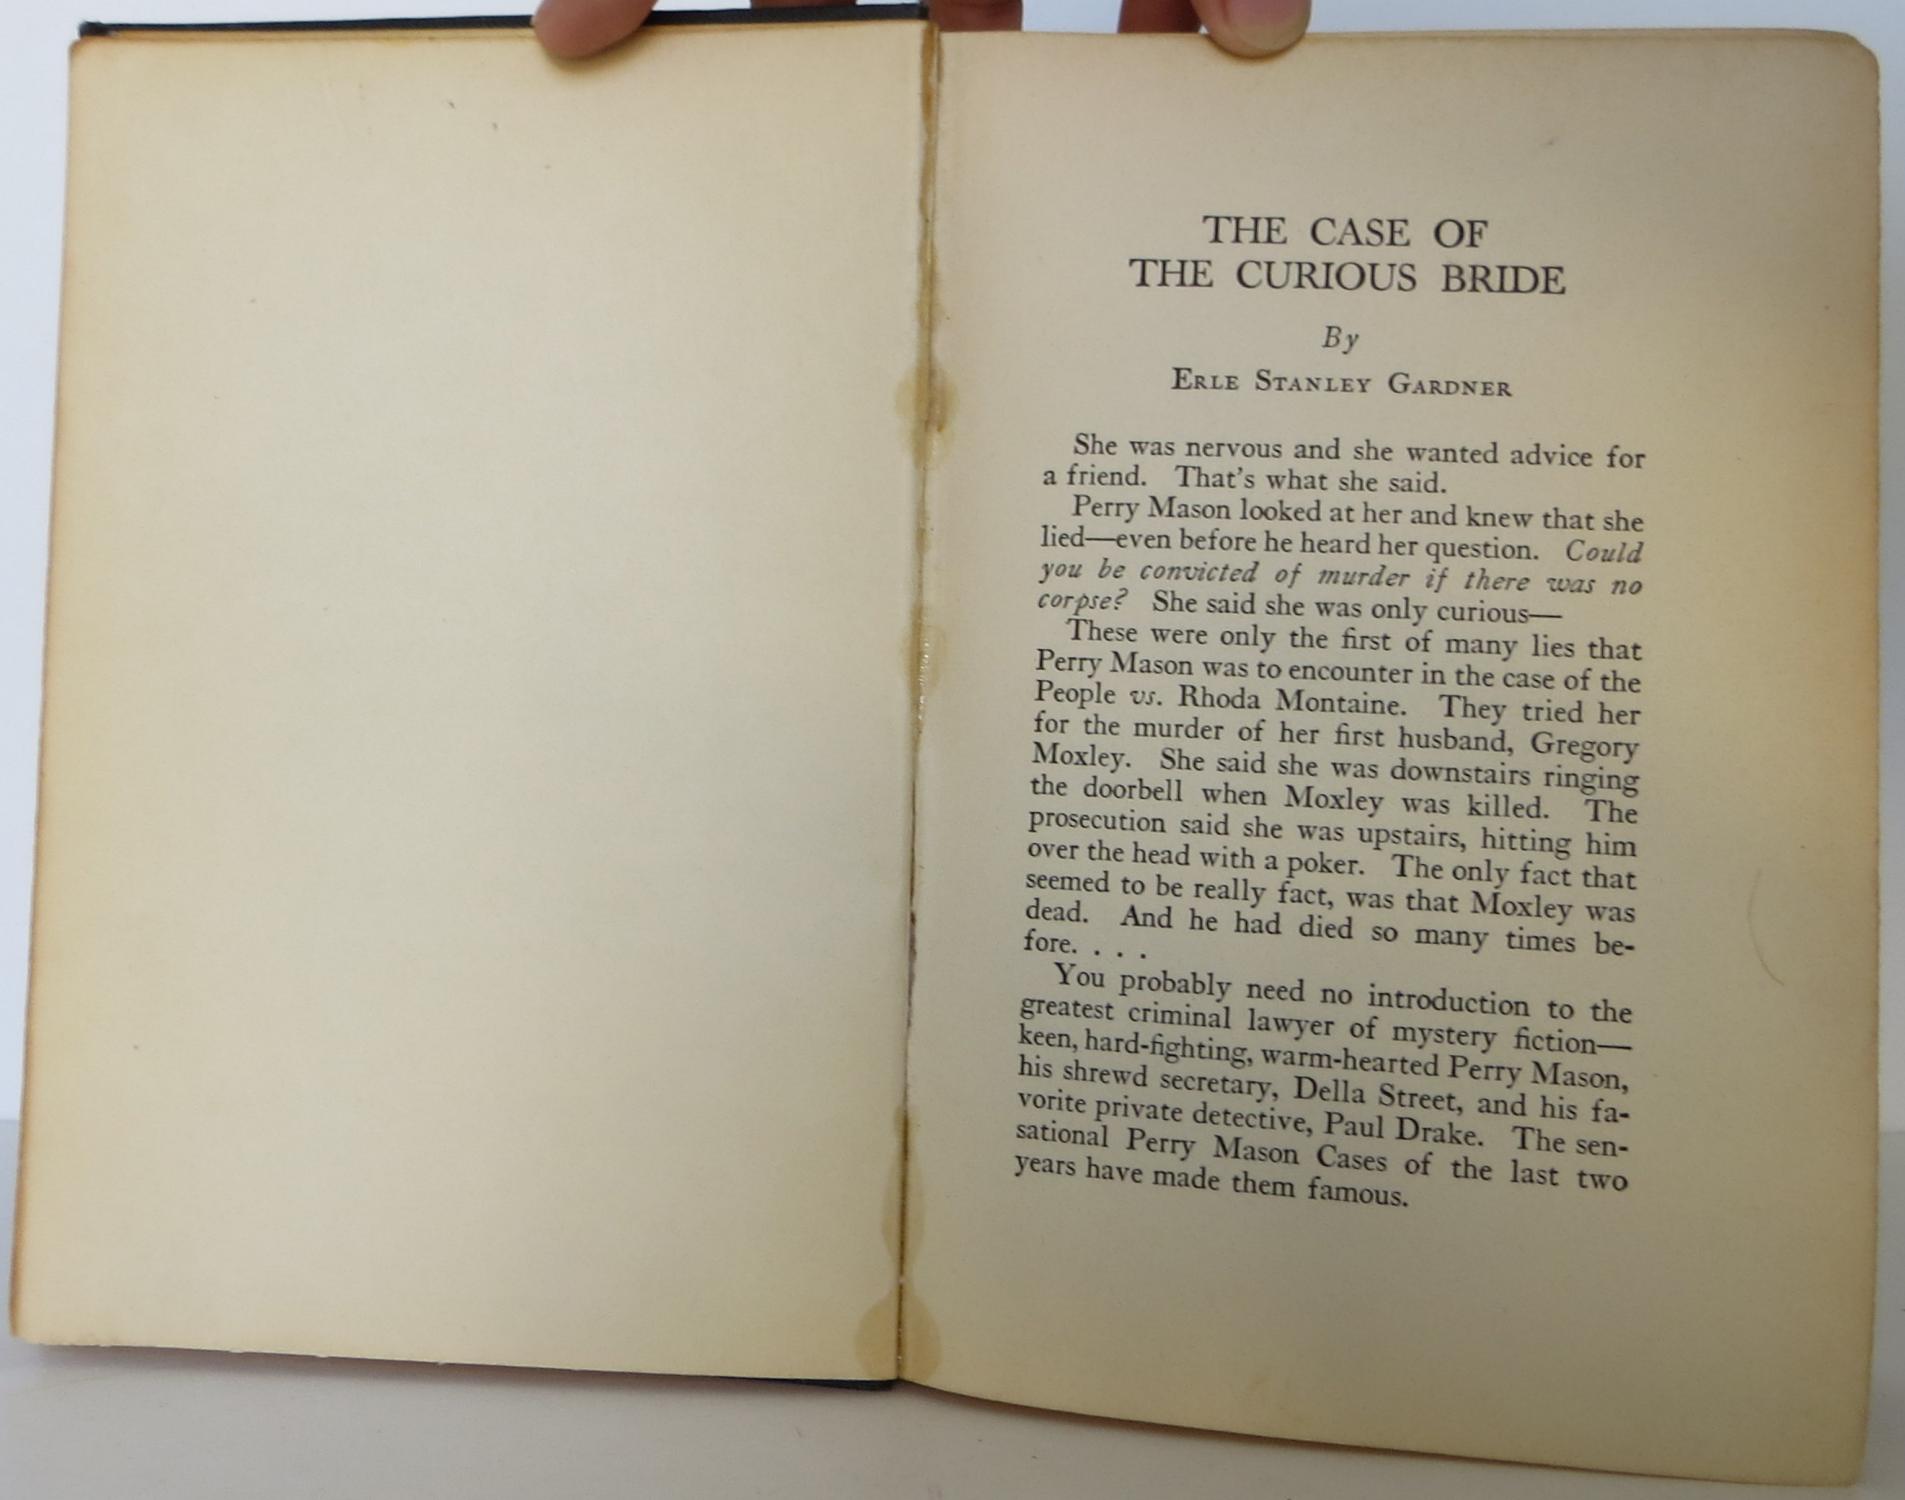 THE CASE OF
THE CURIOUS BRIDE
By
ERLE STANLEY GARDNER
She was nervous and she wanted advice for
a friend. That's what she said.
Perry Mason looked at her and knew that she
lied—even before he heard her question. Could
you be convicted of murder if there was no
corpse? She said she was only curious—
These were only the first of many lies that
Perry Mason was to encounter in the case of the
People vs. Rhoda Montaine. They tried her
for the murder of her first husband, Gregory
Moxley. She said she was downstairs ringing
the doorbell when Moxley was killed. The
prosecution said she was upstairs, hitting him
over the head with a poker. The only fact that
seemed to be really fact, was that Moxley was
dead. And he had died so many times be-
fore. . . .
You probably need no introduction to the
greatest criminal lawyer of mystery fiction—
keen, hard-fighting, warm-hearted Perry Mason,
his shrewd secretary, Della Street, and his fa-
vorite private detective, Paul Drake. The sen-
sational Perry Mason Cases of the last two
years have made them famous.